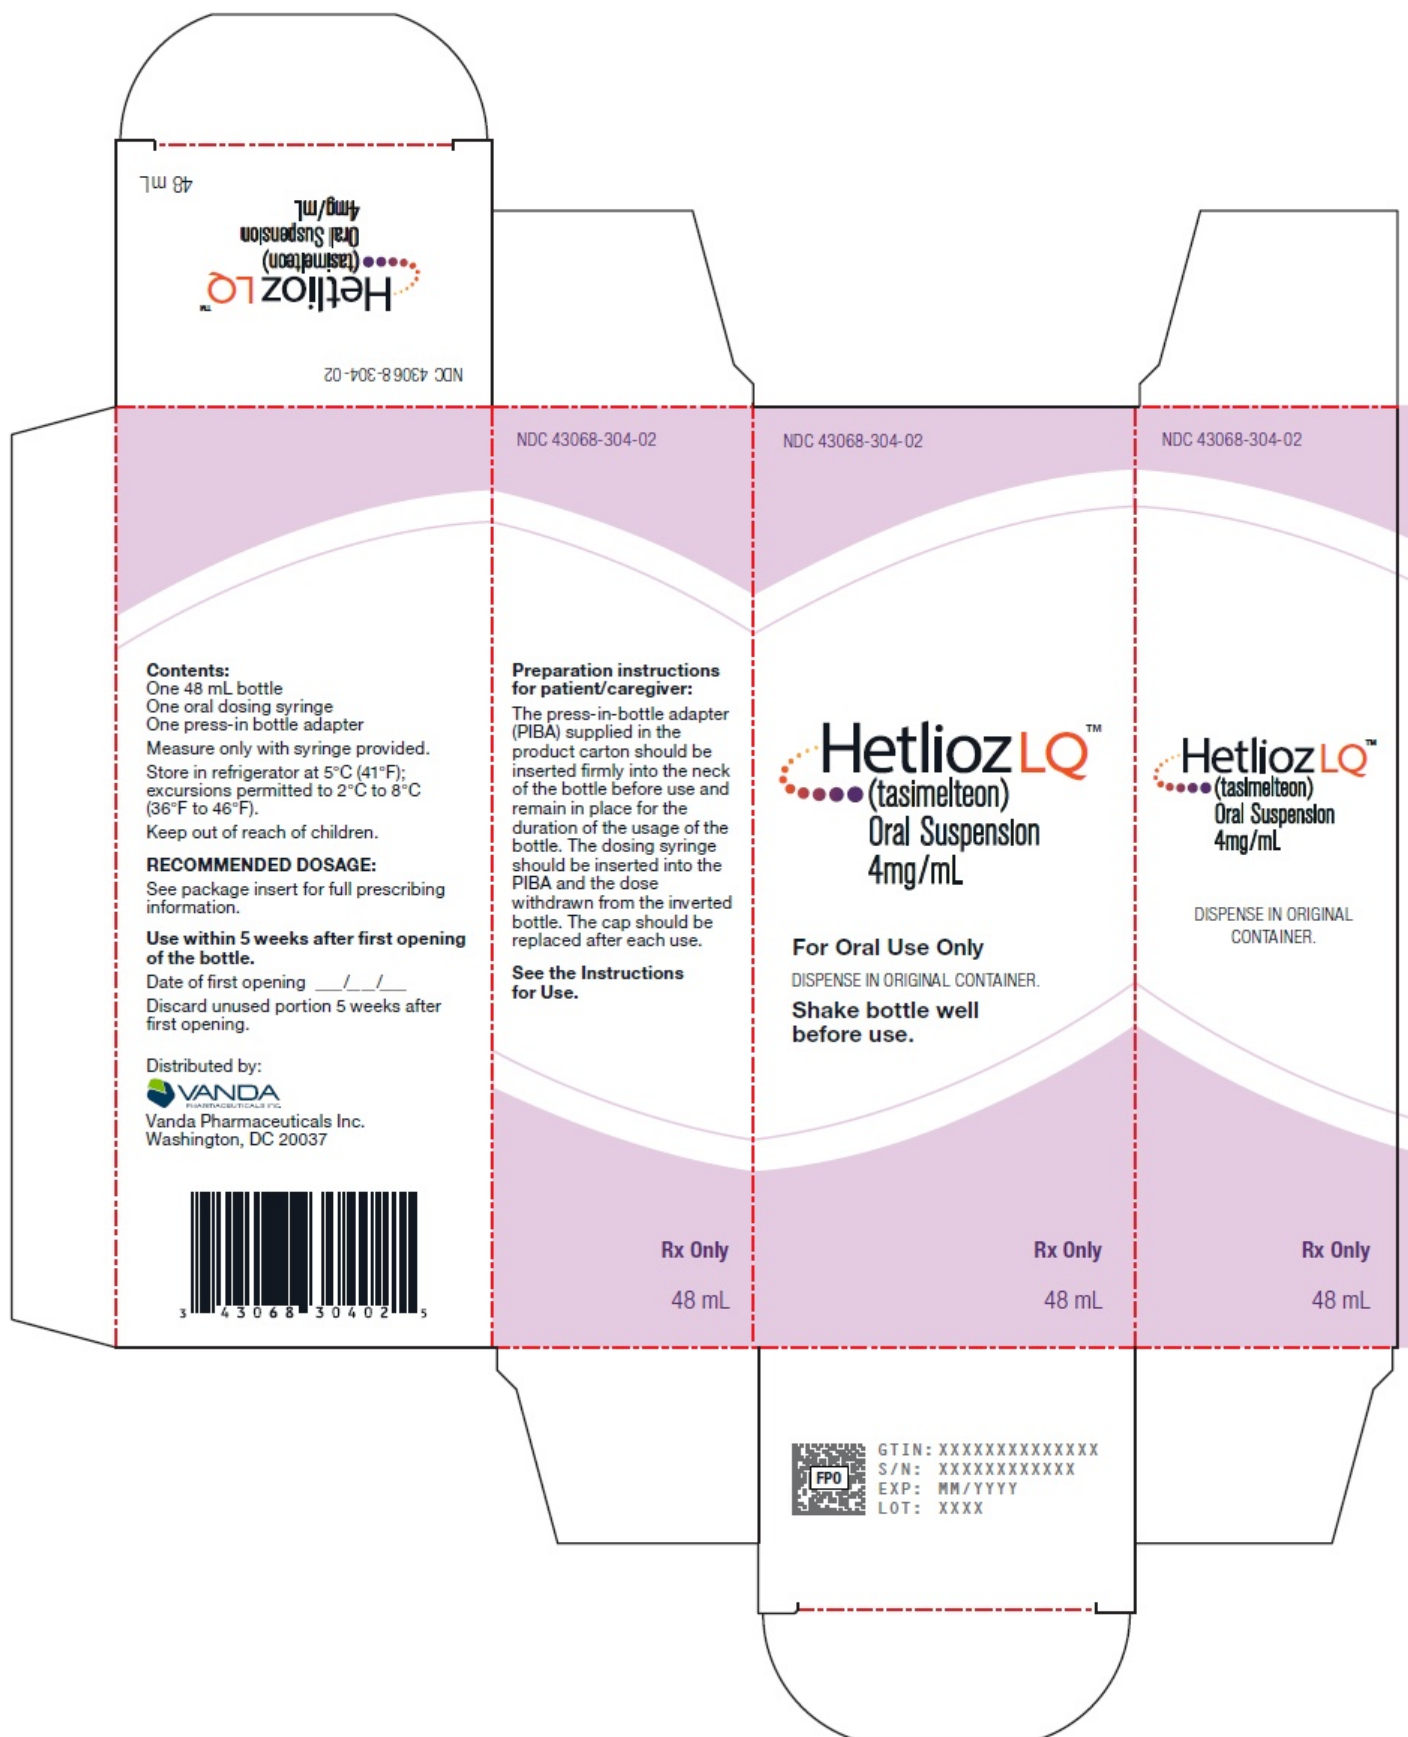 48 mL
4mg/mL
Oral Suspension
(tasimelteon)
Hetlioz LQ™
NDC 43068-304-02
NDC 43068-304-02
NDC 43068-304-02
NDC 43068-304-02
Contents:
One 48 mL bottle
One oral dosing syringe
One press-in bottle adapter
Measure only with syringe provided.
Store in refrigerator at 5°C (41°F);
excursions permitted to 2°C to 8°C
(36°F to 46°F).
Keep out of reach of children.
RECOMMENDED DOSAGE:
See package insert for full prescribing
information.
Use within 5 weeks after first opening
of the bottle.
Date of first opening ___/___/___
Discard unused portion 5 weeks after
first opening.
Distributed by:
VANDA
PHARMACEUTICALS INC.
Vanda Pharmaceuticals Inc.
Washington, DC 20037
3 43068 30402 5
Preparation instructions
for patient/caregiver:
The press-in-bottle adapter
(PIBA) supplied in the
product carton should be
inserted firmly into the neck
of the bottle before use and
remain in place for the
duration of the usage of the
bottle. The dosing syringe
should be inserted into the
PIBA and the dose
withdrawn from the inverted
bottle. The cap should be
replaced after each use.
See the Instructions
for Use.
Rx Only
48 mL
Hetlioz LQ™
(tasimelteon)
Oral Suspension
4mg/mL
For Oral Use Only
DISPENSE IN ORIGINAL CONTAINER.
Shake bottle well
before use.
Rx Only
48 mL
Hetlioz LQ™
(tasimelteon)
Oral Suspension
4mg/mL
DISPENSE IN ORIGINAL
CONTAINER.
Rx Only
48 mL
FPO
GTIN: XXXXXXXXXXXXXX
S/N: XXXXXXXXXXXX
EXP: MM/YYYY
LOT: XXXX